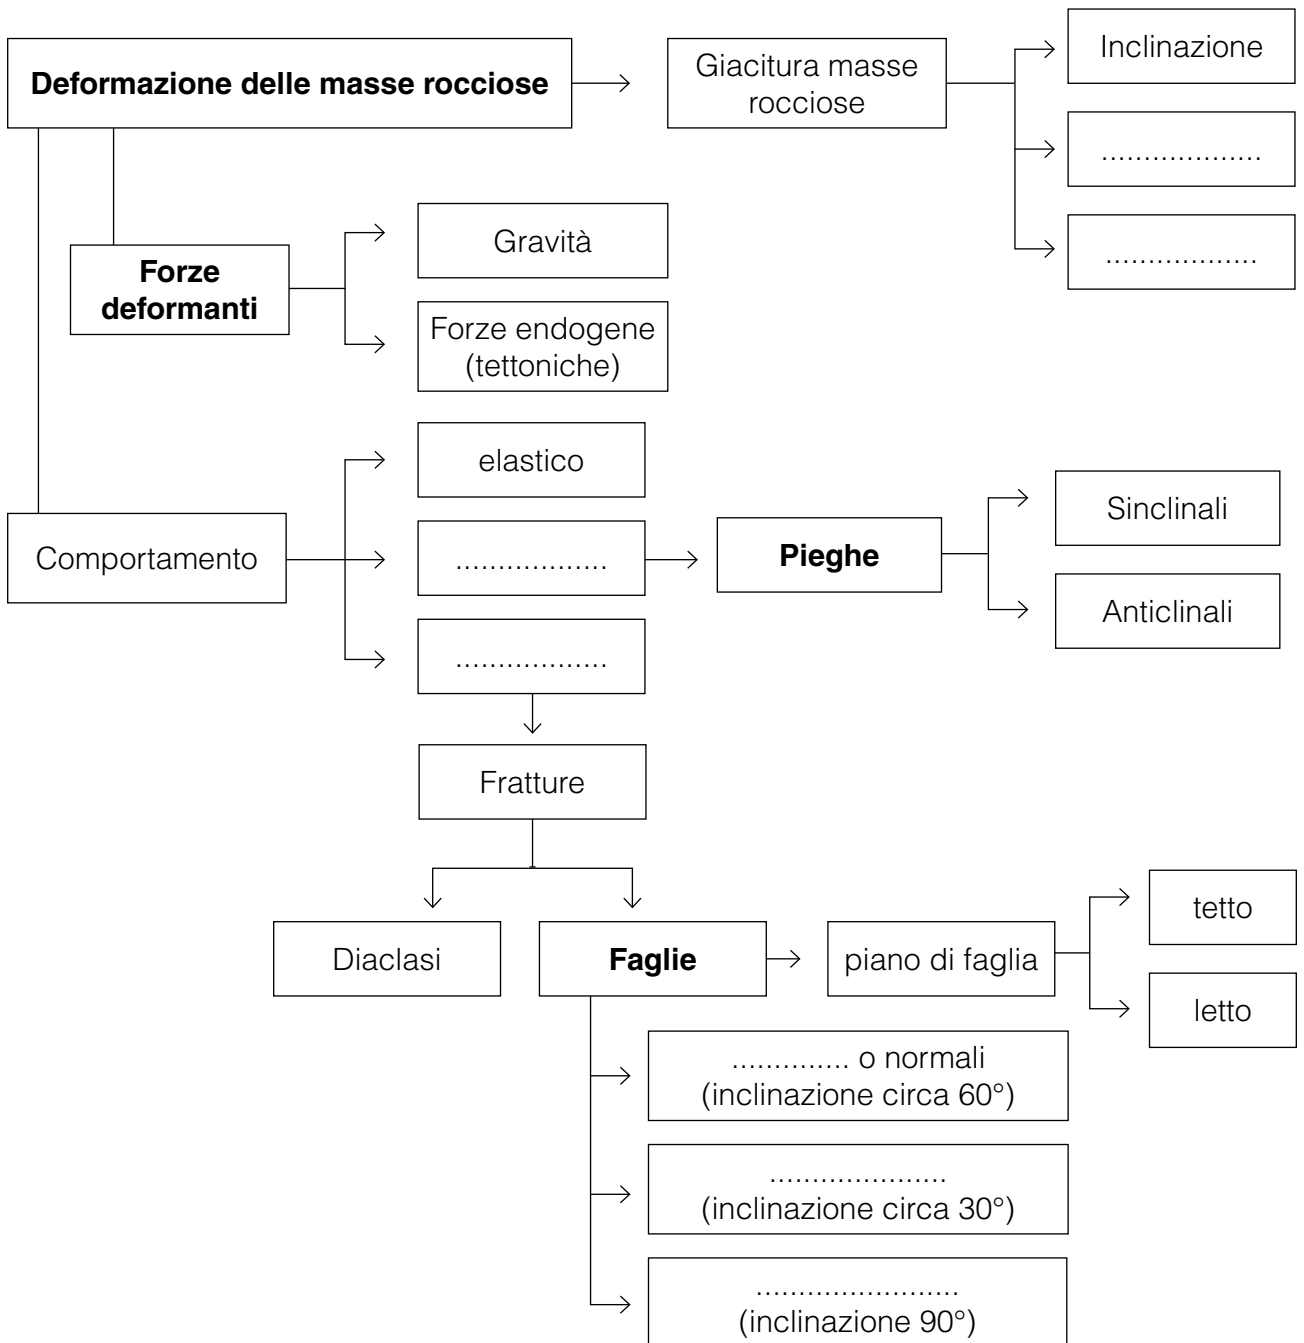 Deformazione delle masse rocciose
Giacitura masse
rocciose
Inclinazione
...................
..................
Forze
deformanti
Gravità
Forze endogene
(tettoniche)
Comportamento
elastico
..................
..................
Pieghe
Sinclinali
Anticlinali
Fratture
Diaclasi
Faglie
piano di faglia
tetto
letto
.............. o normali
(inclinazione circa 60°)
.....................
(inclinazione circa 30°)
........................
(inclinazione 90°)